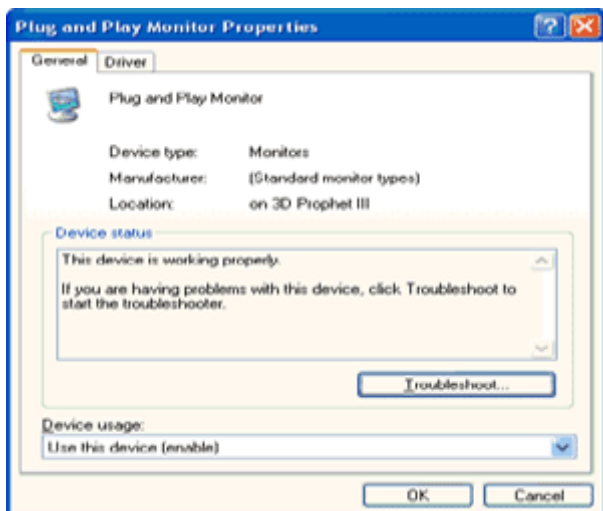 Plug and Play Monitor Properties
General Driver
Plug and Play Monitor
Device type: Monitors
Manufacturer: (Standard monitor types)
Location: on 3D Prophet III
Device status
This device is working properly.
If you are having problems with this device, click Troubleshoot to
start the troubleshooter.
Troubleshoot...
Device usage:
Use this device (enable)
OK Cancel